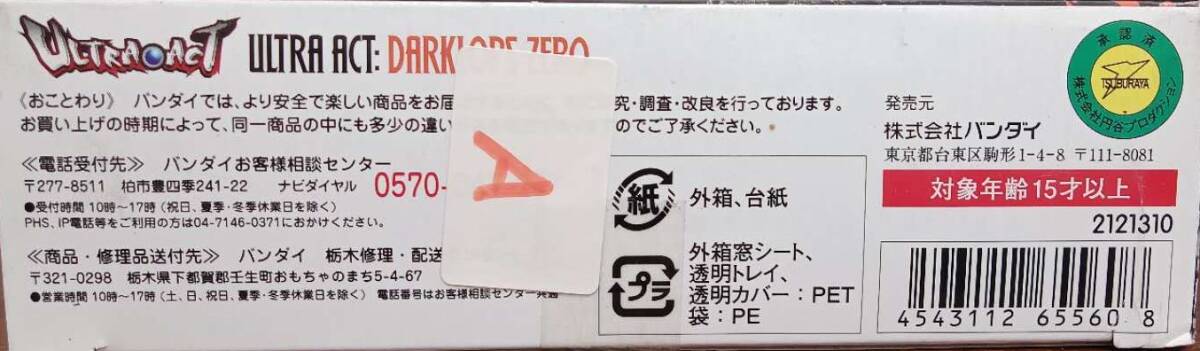 ULTRA ACT
ULTRA ACT: DARKLOPS ZERO
A
《おことわり》 バンダイでは、より安全で楽しい商品をお届 究・調査・改良を行っております。
お買い上げの時期によって、同一商品の中にも多少の違い のでご了承ください。
≪電話受付先≫ バンダイお客様相談センター
〒277-8511 柏市豊四季241-22 ナビダイヤル 0570-
●受付時間 10時〜17時(祝日、夏季・冬季休業日を除く)
PHS、IP電話等をご利用の方は04-7146-0371におかけください。
≪商品・修理品送付先≫ バンダイ 栃木修理・配送
〒321-0298 栃木県下都賀郡壬生町おもちゃのまち5-4-67
●営業時間 10時〜17時(土、日、祝日、夏季・冬季休業日を除く) 電話番号はお客様相談センター共通
紙
外箱、台紙
プラ
外箱窓シート、
透明トレイ、
透明カバー:PET
袋:PE
承認済
TSUBURAYA
株式会社円谷プロダクション
発売元
株式会社バンダイ
東京都台東区駒形1-4-8 〒111-8081
対象年齢15才以上
2121310
4543112 65560 8